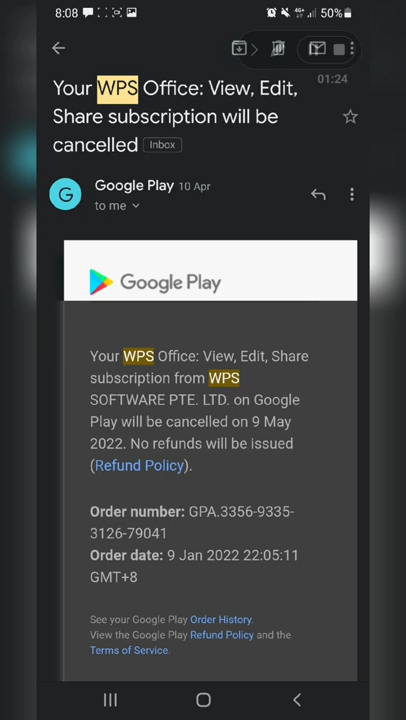 8:08
4G+ 50%
01:24
Your WPS Office: View, Edit,
Share subscription will be
cancelled Inbox
G
Google Play 10 Apr
to me
Google Play
Your WPS Office: View, Edit, Share
subscription from WPS
SOFTWARE PTE. LTD. on Google
Play will be cancelled on 9 May
2022. No refunds will be issued
(Refund Policy).
Order number: GPA.3356-9335-
3126-79041
Order date: 9 Jan 2022 22:05:11
GMT+8
See your Google Play Order History.
View the Google Play Refund Policy and the
Terms of Service.